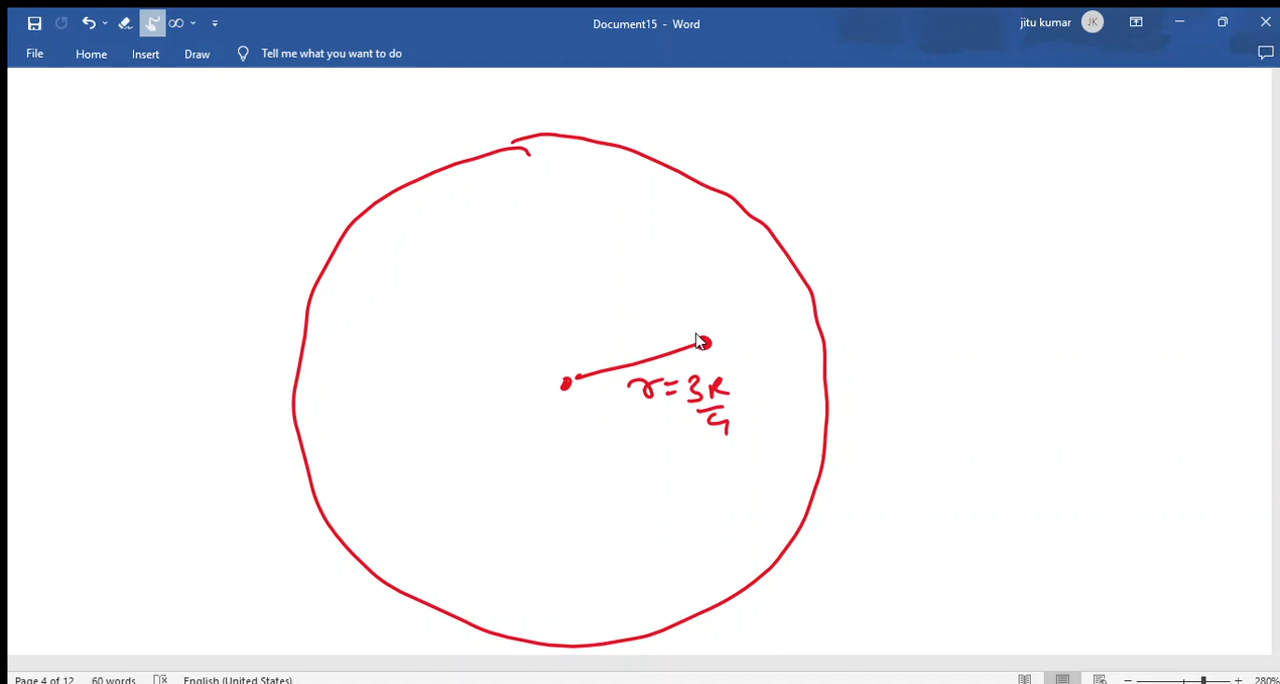 Document15 - Word
jitu kumar
JK
File
Home
Insert
Draw
Tell me what you want to do
r = 3R
4
Page 4 of 12
60 words
English (United States)
280%